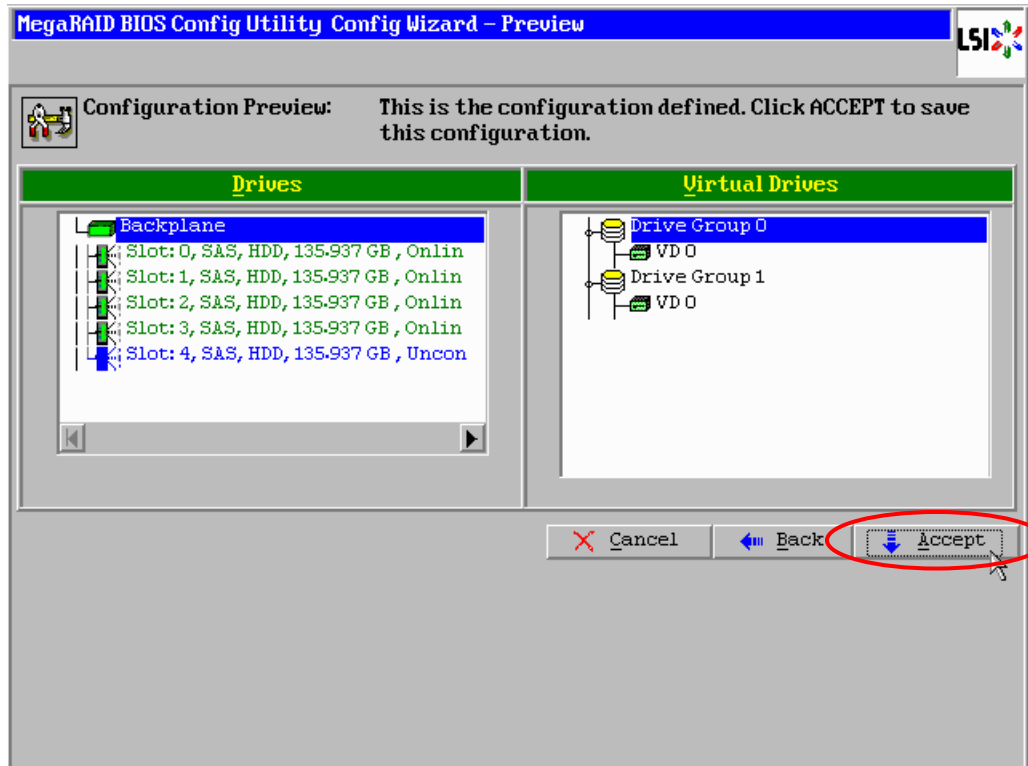 MegaRAID BIOS Config Utility Config Wizard – Preview
LSI
Configuration Preview:
This is the configuration defined. Click ACCEPT to save
this configuration.
Drives
Backplane
Slot: 0, SAS, HDD, 135.937 GB , Onlin
Slot: 1, SAS, HDD, 135.937 GB , Onlin
Slot: 2, SAS, HDD, 135.937 GB , Onlin
Slot: 3, SAS, HDD, 135.937 GB , Onlin
Slot: 4, SAS, HDD, 135.937 GB , Uncon
Virtual Drives
Drive Group 0
VD 0
Drive Group 1
VD 0
Cancel
Back
Accept